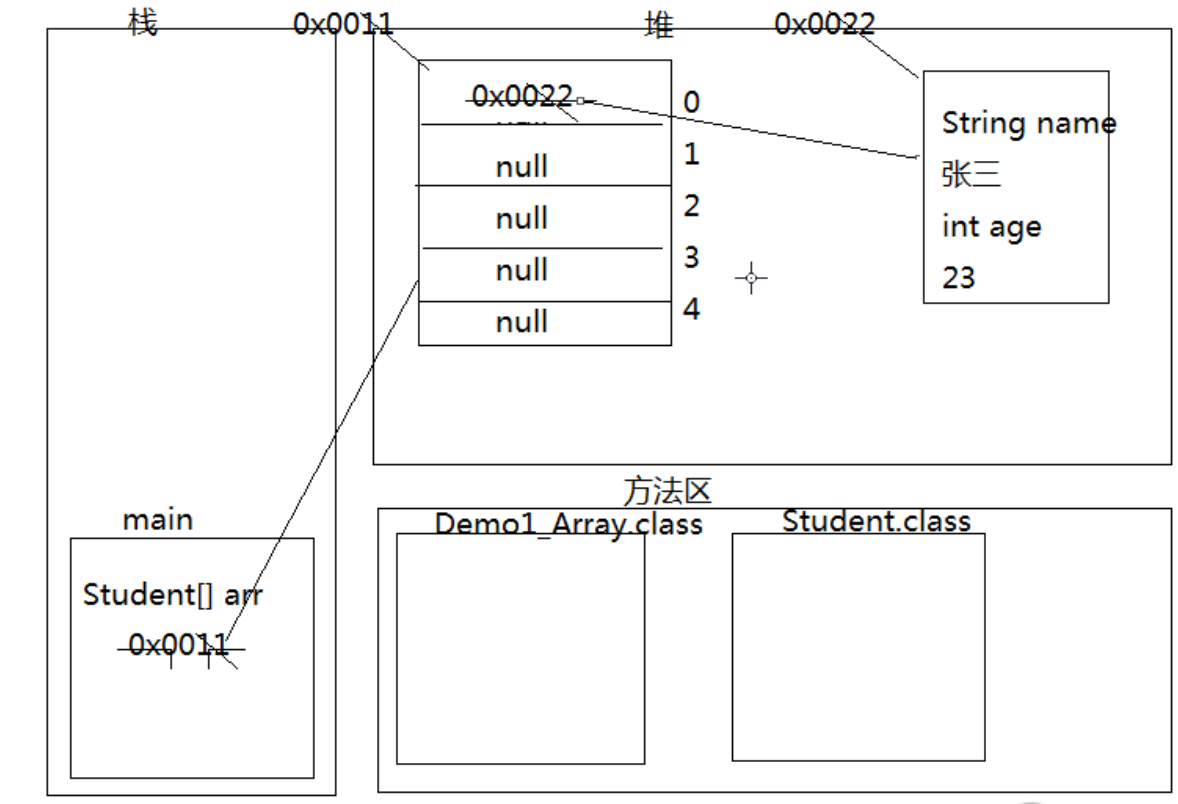 栈
0x0011
堆
0x0022
0x0022
0
null
1
null
2
null
3
null
4
String name
张三
int age
23
main
Student[] arr
0x0011
方法区
Demo1_Array.class
Student.class